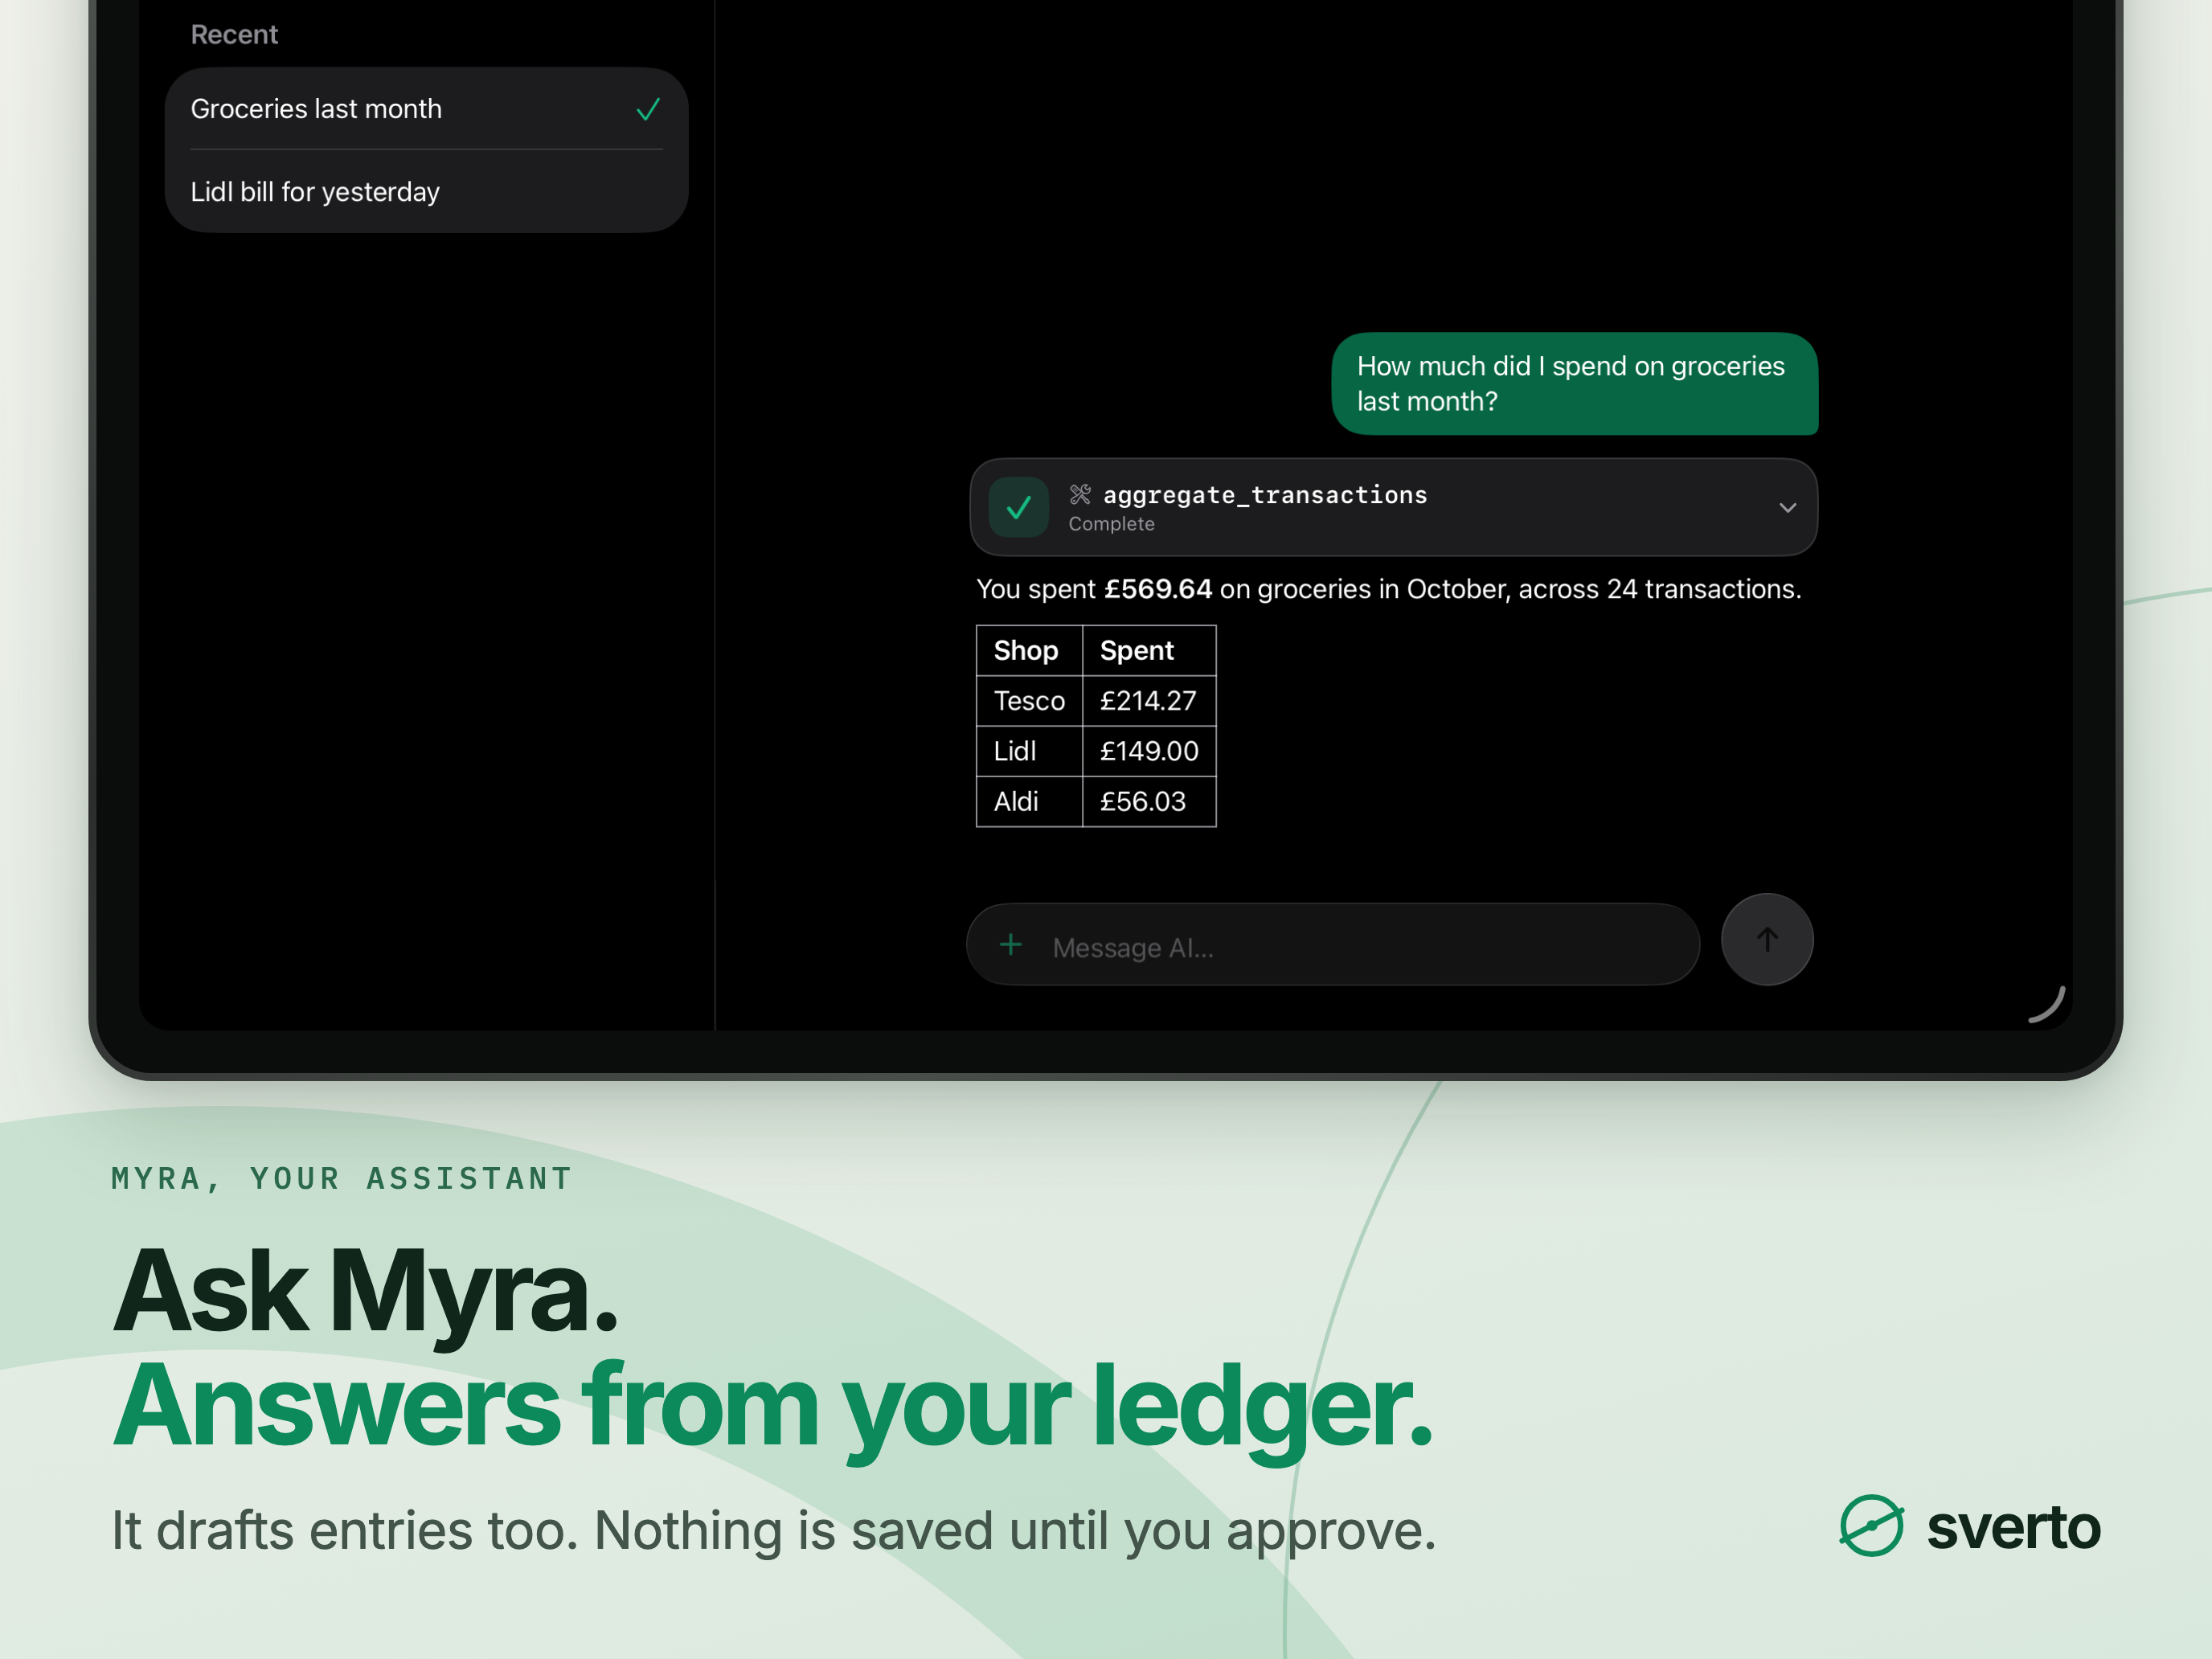 Recent
Groceries last month
Lidl bill for yesterday
How much did I spend on groceries
last month?
aggregate_transactions
Complete
You spent £569.64 on groceries in October, across 24 transactions.
Shop Spent
Tesco £214.27
Lidl £149.00
Aldi £56.03
Message AI...
MYRA, YOUR ASSISTANT
Ask Myra.
Answers from your ledger.
It drafts entries too. Nothing is saved until you approve.
sverto